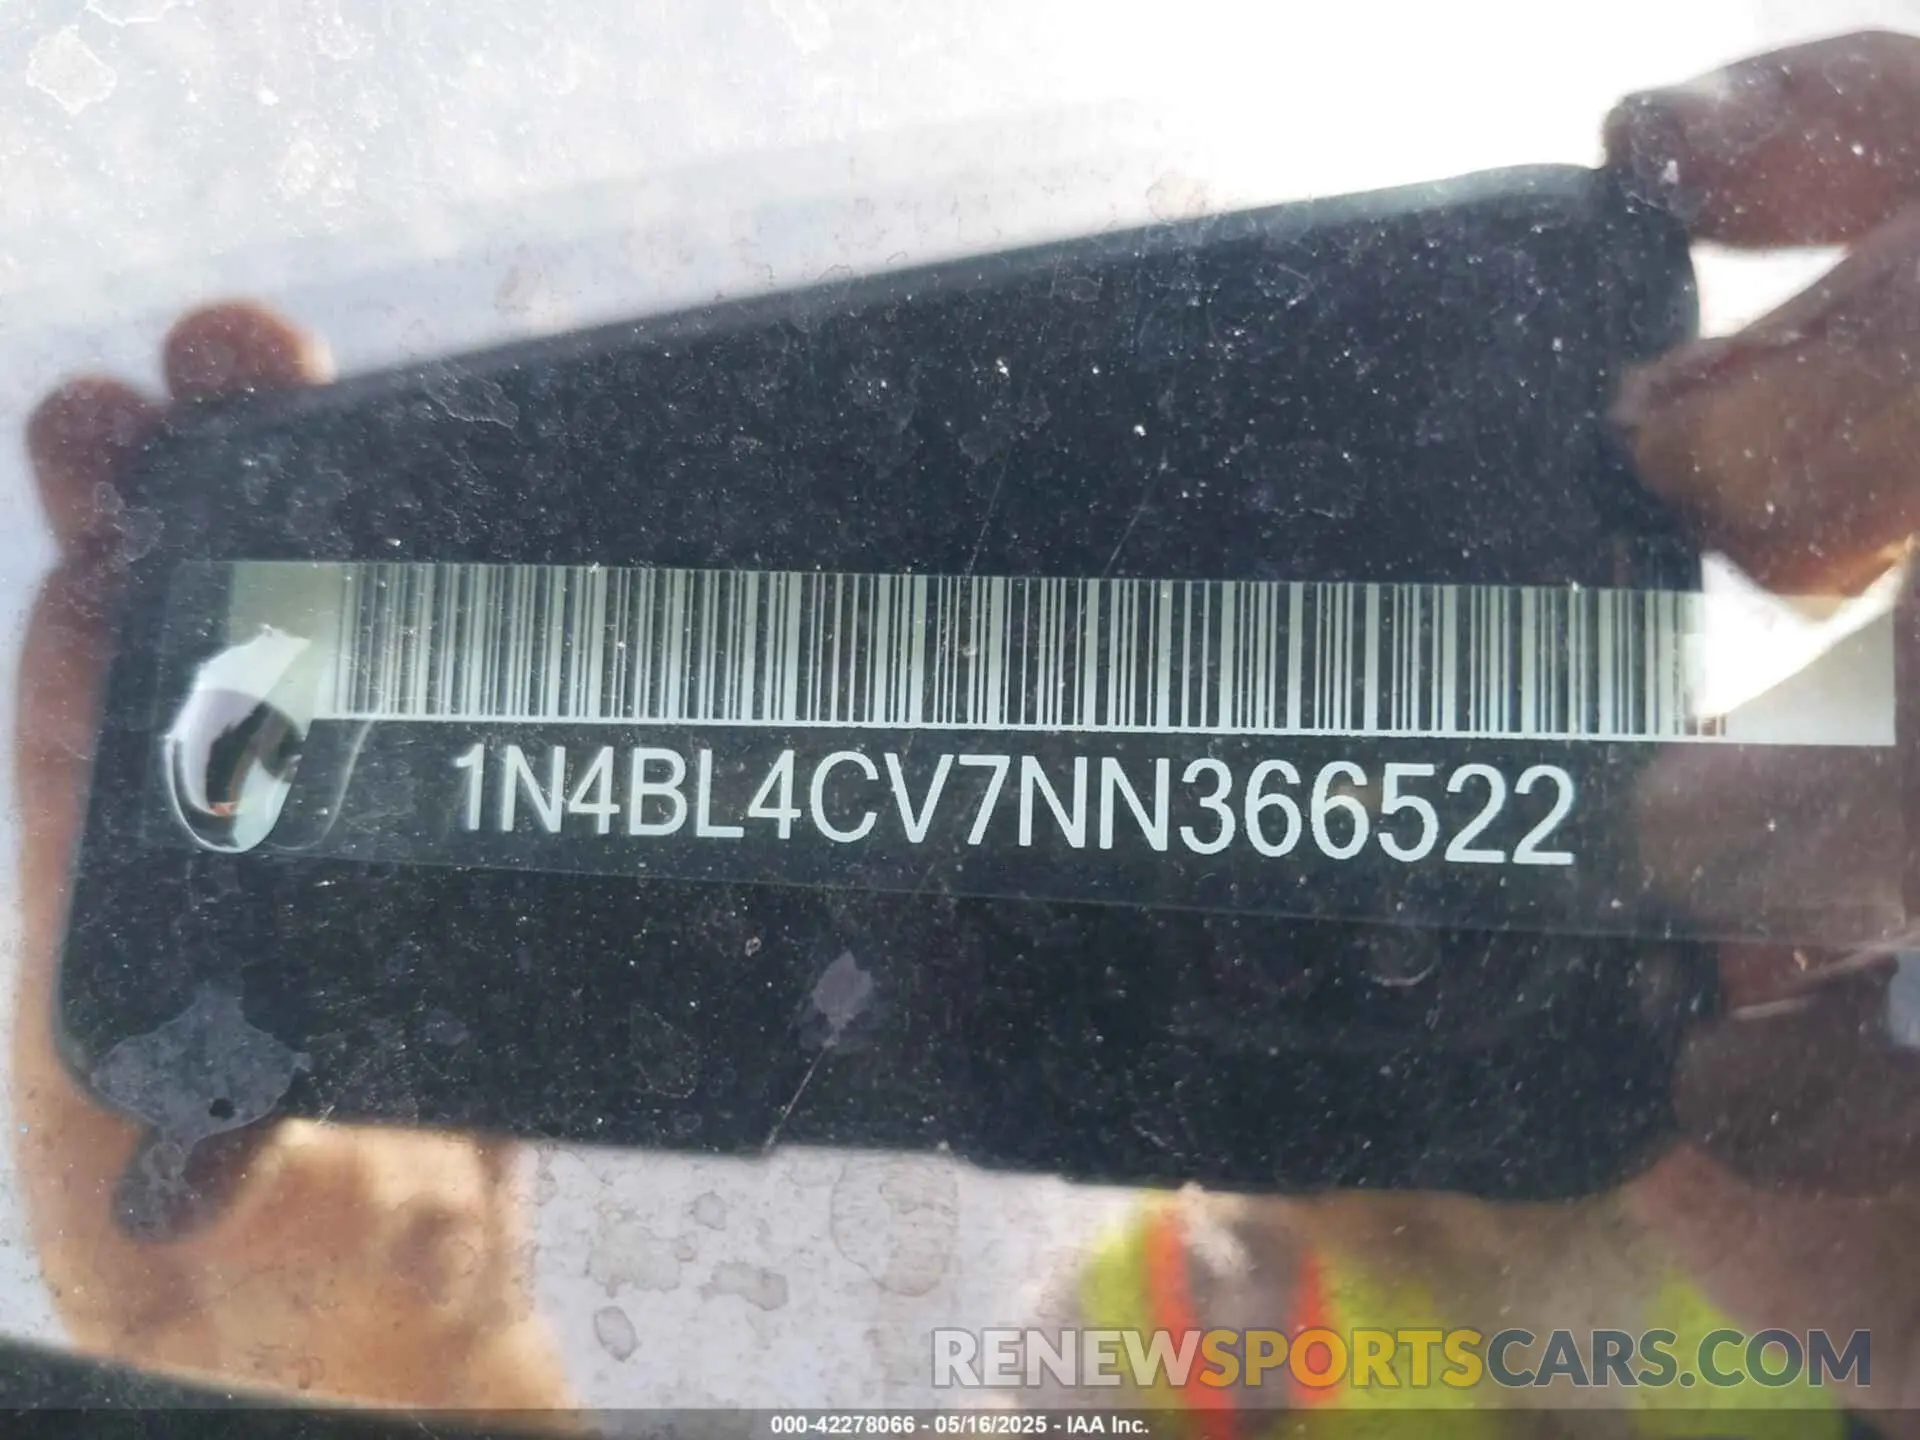 1N4BL4CV7NN366522
RENEWSPORTSCARS.COM
000-42278066 - 05/16/2025 - IAA Inc.